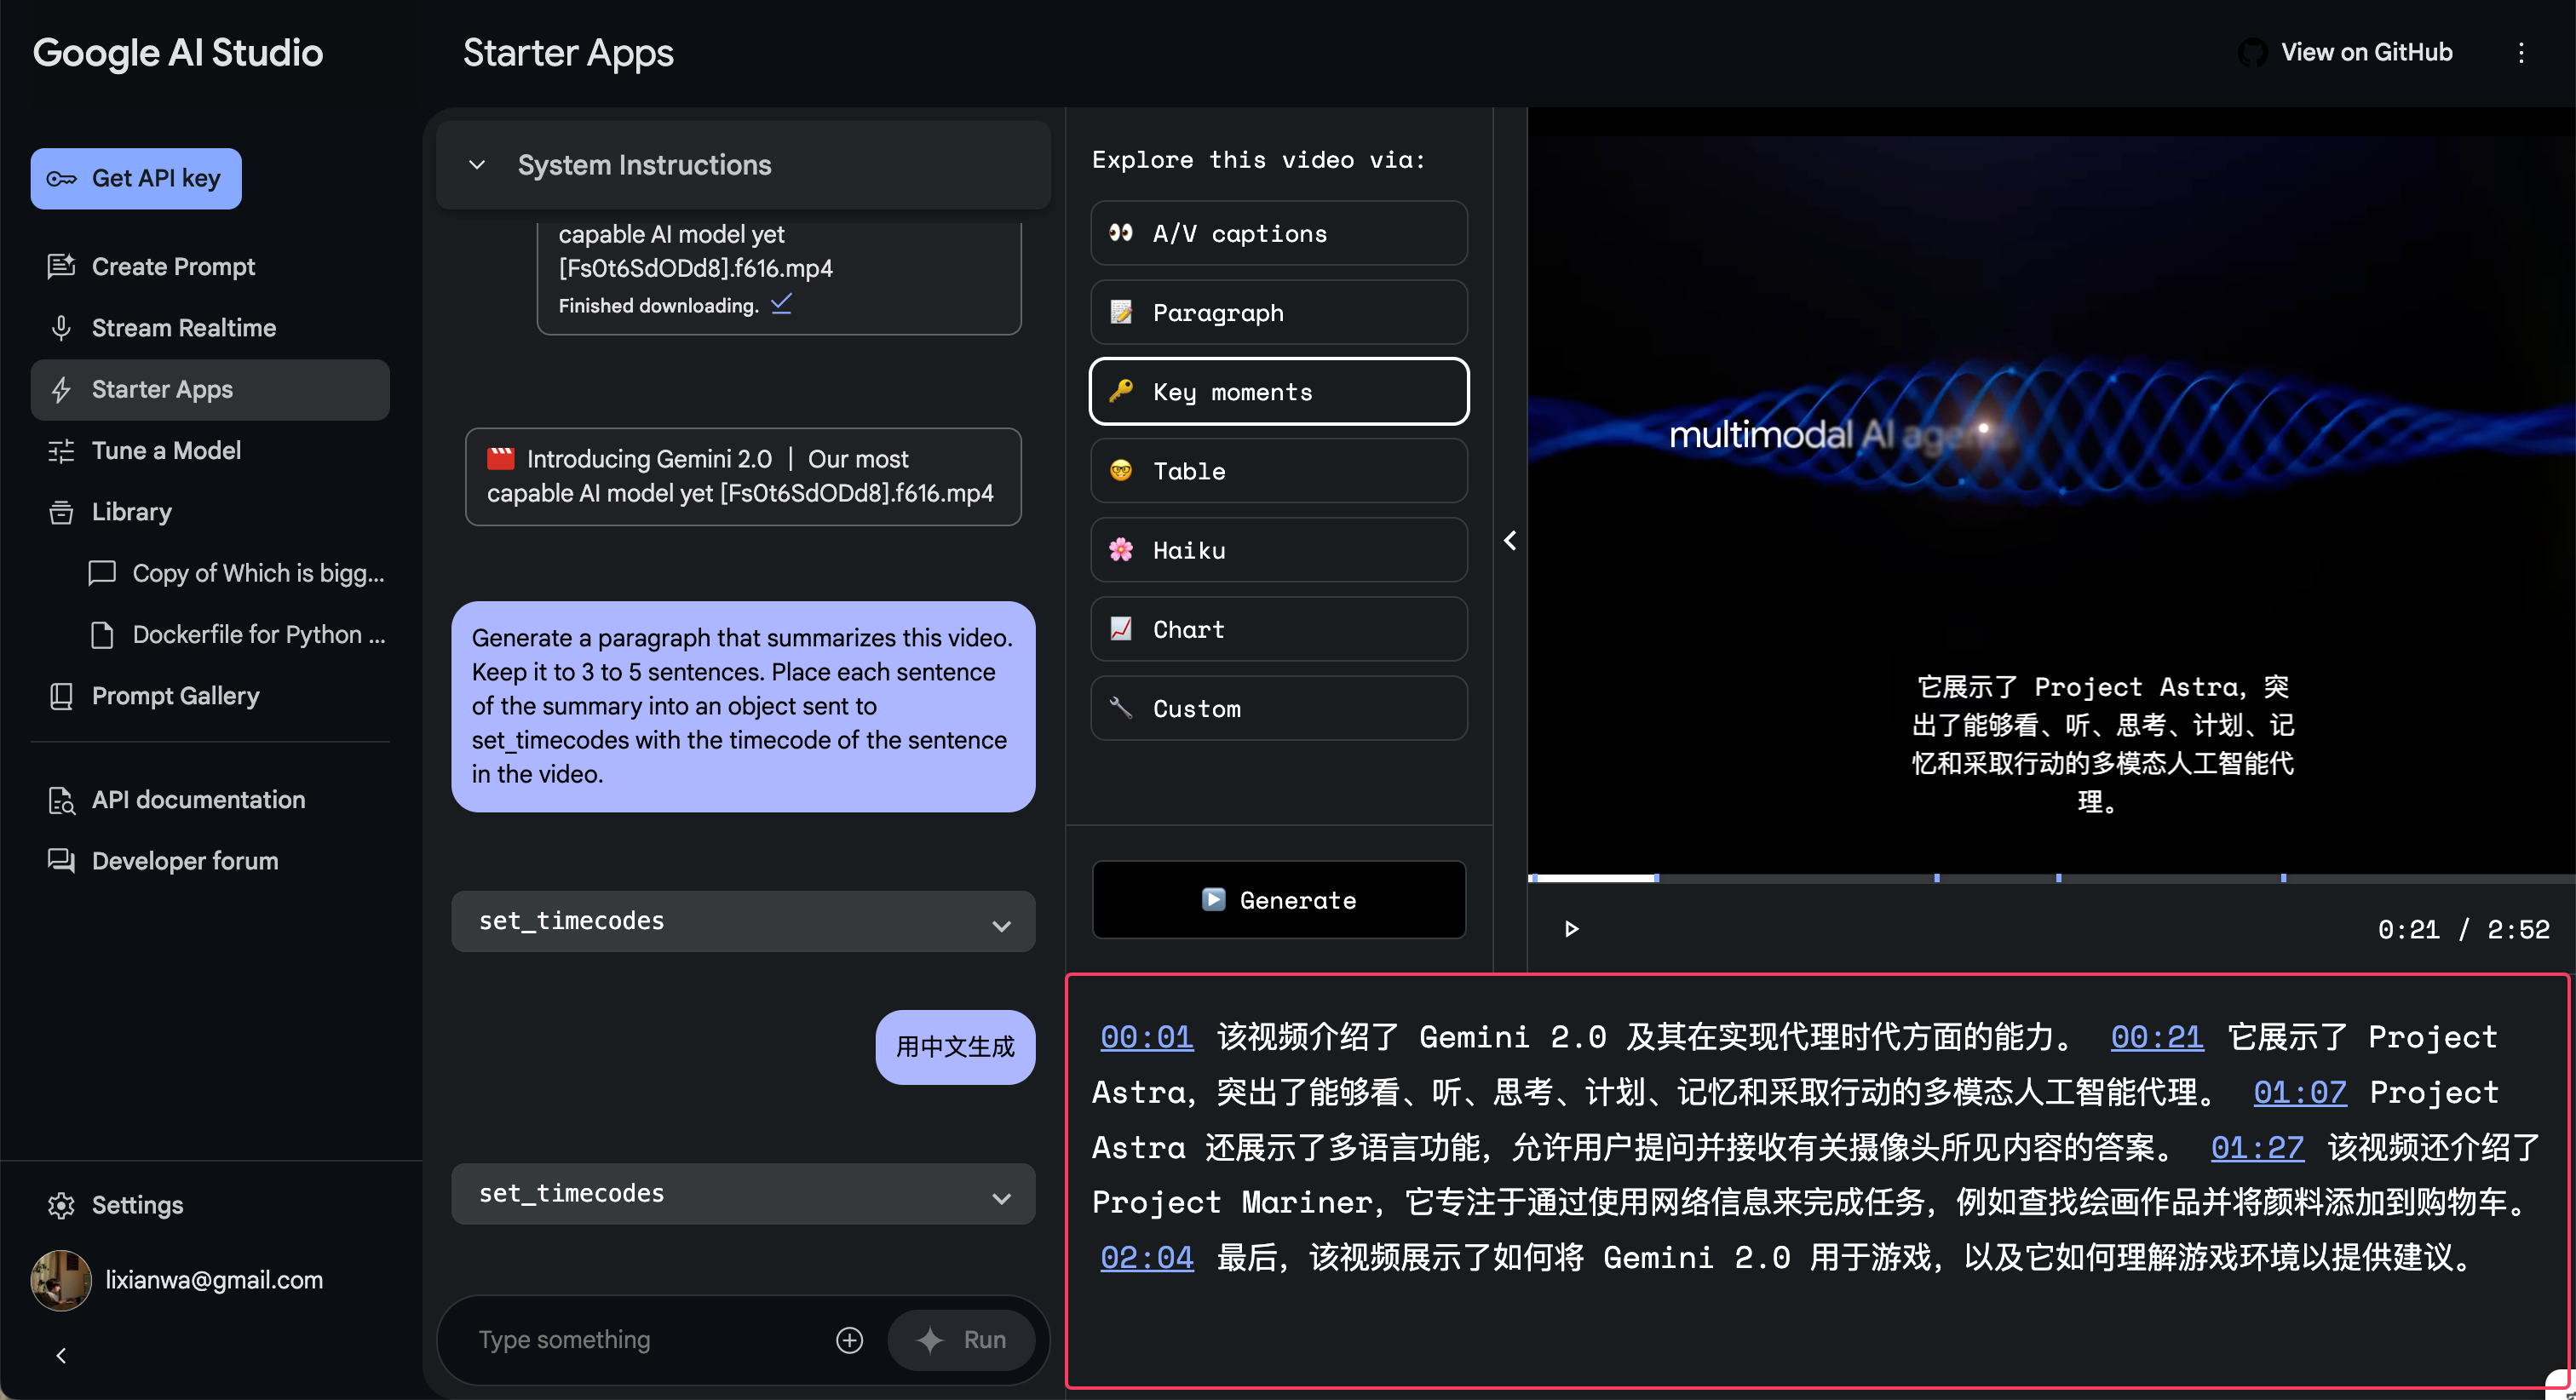 Google AI Studio
Get API key
Create Prompt
Stream Realtime
Starter Apps
Tune a Model
Library
Copy of Which is bigg...
Dockerfile for Python ...
Prompt Gallery
API documentation
Developer forum
Settings
lixianwa@gmail.com
Starter Apps
View on GitHub
System Instructions
capable AI model yet
[Fs0t6SdODd8].f616.mp4
Finished downloading.
Introducing Gemini 2.0 | Our most
capable AI model yet [Fs0t6SdODd8].f616.mp4
Generate a paragraph that summarizes this video.
Keep it to 3 to 5 sentences. Place each sentence
of the summary into an object sent to
set_timecodes with the timecode of the sentence
in the video.
set_timecodes
用中文生成
set_timecodes
Type something
Run
Explore this video via:
A/V captions
Paragraph
Key moments
Table
Haiku
Chart
Custom
Generate
multimodal AI agents
它展示了 Project Astra，突
出了能够看、听、思考、计划、记
忆和采取行动的多模态人工智能代
理。
0:21 / 2:52
00:01 该视频介绍了 Gemini 2.0 及其在实现代理时代方面的能力。 00:21 它展示了 Project
Astra，突出了能够看、听、思考、计划、记忆和采取行动的多模态人工智能代理。 01:07 Project
Astra 还展示了多语言功能，允许用户提问并接收有关摄像头所见内容的答案。 01:27 该视频还介绍了
Project Mariner，它专注于通过使用网络信息来完成任务，例如查找绘画作品并将颜料添加到购物车。
02:04 最后，该视频展示了如何将 Gemini 2.0 用于游戏，以及它如何理解游戏环境以提供建议。